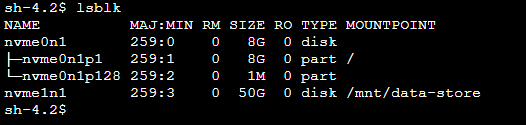 sh-4.2$ lsblk
NAME          MAJ:MIN RM SIZE RO TYPE MOUNTPOINT
nvme0n1       259:0    0   8G  0 disk
├─nvme0n1p1   259:1    0   8G  0 part /
└─nvme0n1p128 259:2    0   1M  0 part
nvme1n1       259:3    0  50G  0 disk /mnt/data-store
sh-4.2$